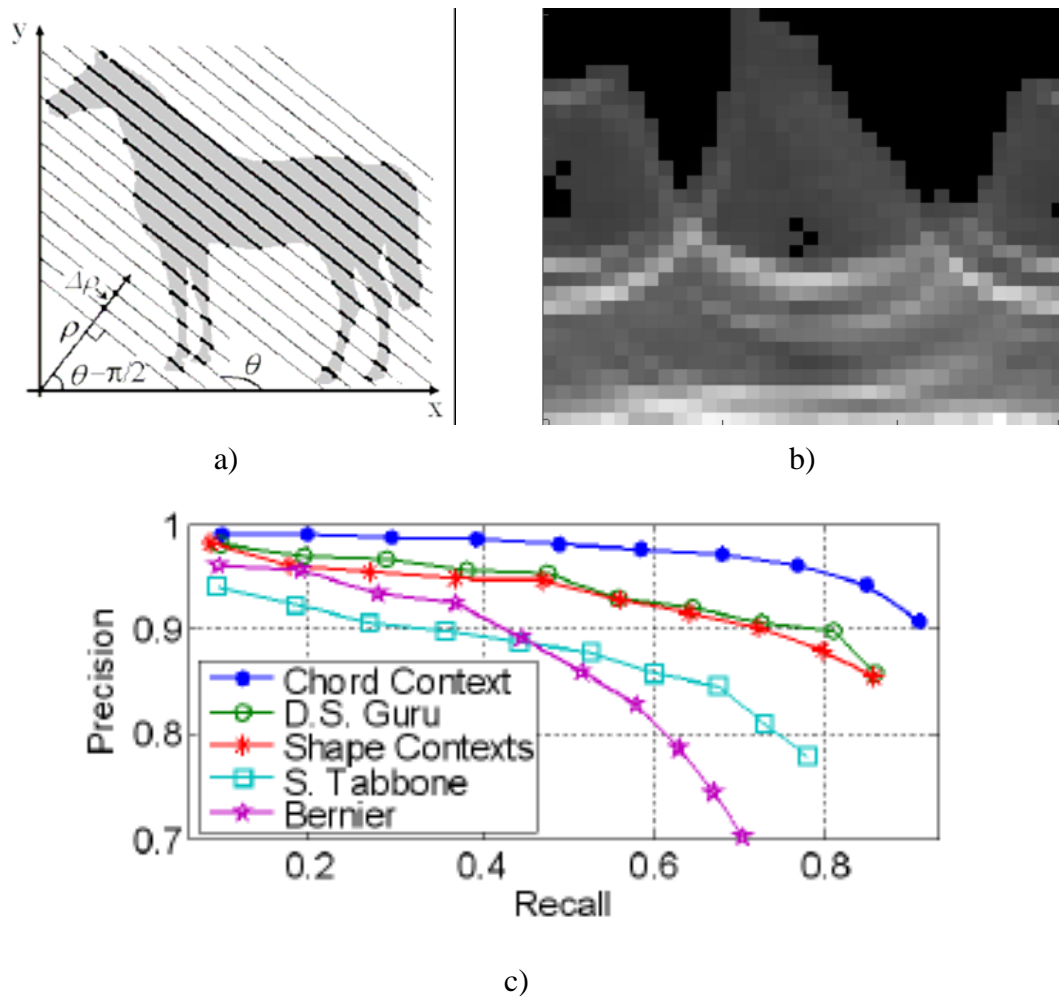 y
Δρ
ρ
θ−π/2
θ
x
a)
b)
1
0.9
0.8
0.7
Precision
Chord Context
D.S. Guru
Shape Contexts
S. Tabbone
Bernier
0.2 0.4 0.6 0.8
Recall
c)